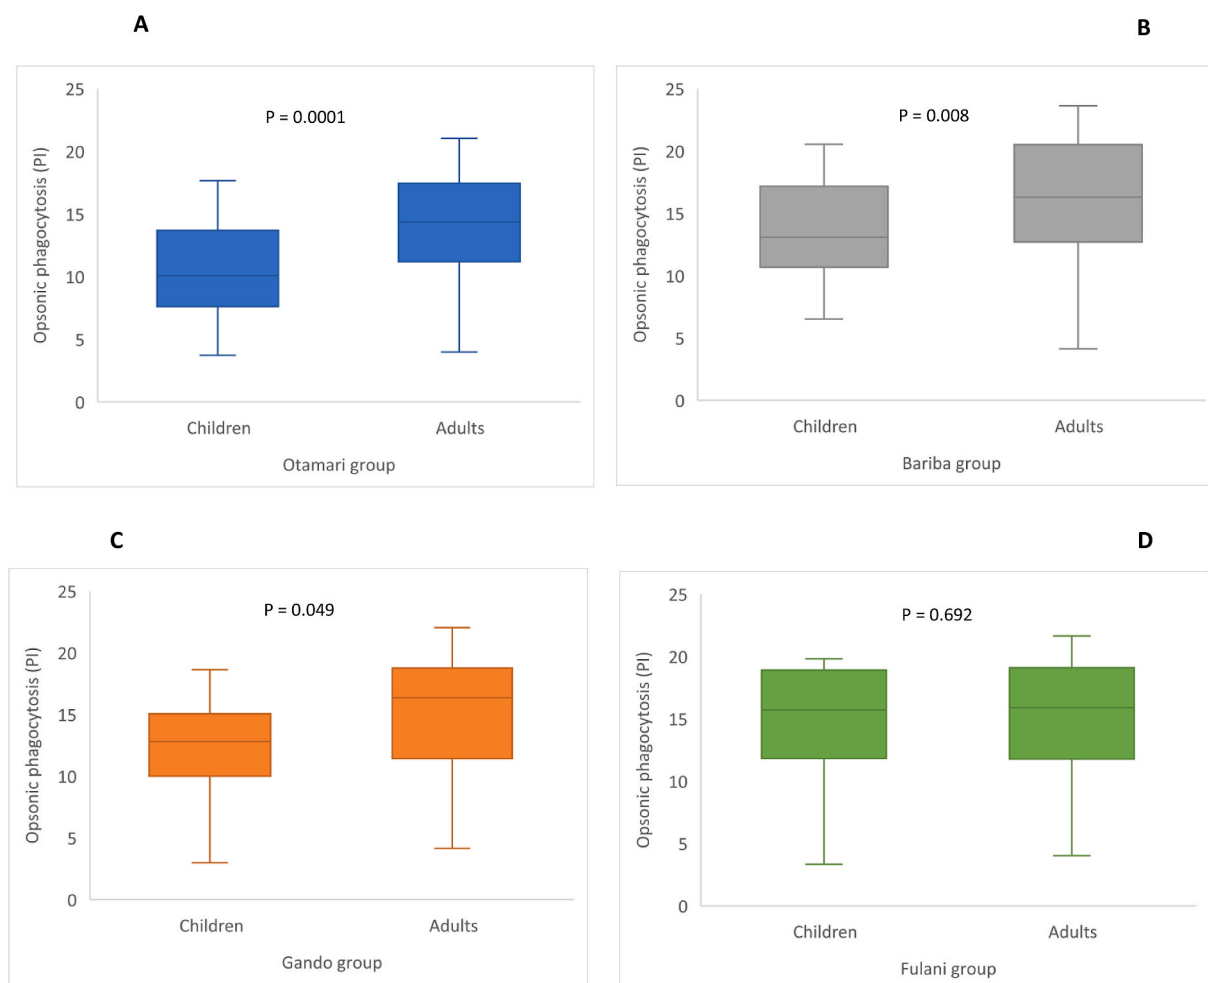 A
B
25
20
15
10
5
0
Opsonic phagocytosis (PI)
P = 0.0001
Children
Adults
Otamari group
25
20
15
10
5
0
Opsonic phagocytosis (PI)
P = 0.008
Children
Adults
Bariba group
C
D
25
20
15
10
5
0
Opsonic phagocytosis (PI)
P = 0.049
Children
Adults
Gando group
25
20
15
10
5
0
Opsonic phagocytosis (PI)
P = 0.692
Children
Adults
Fulani group